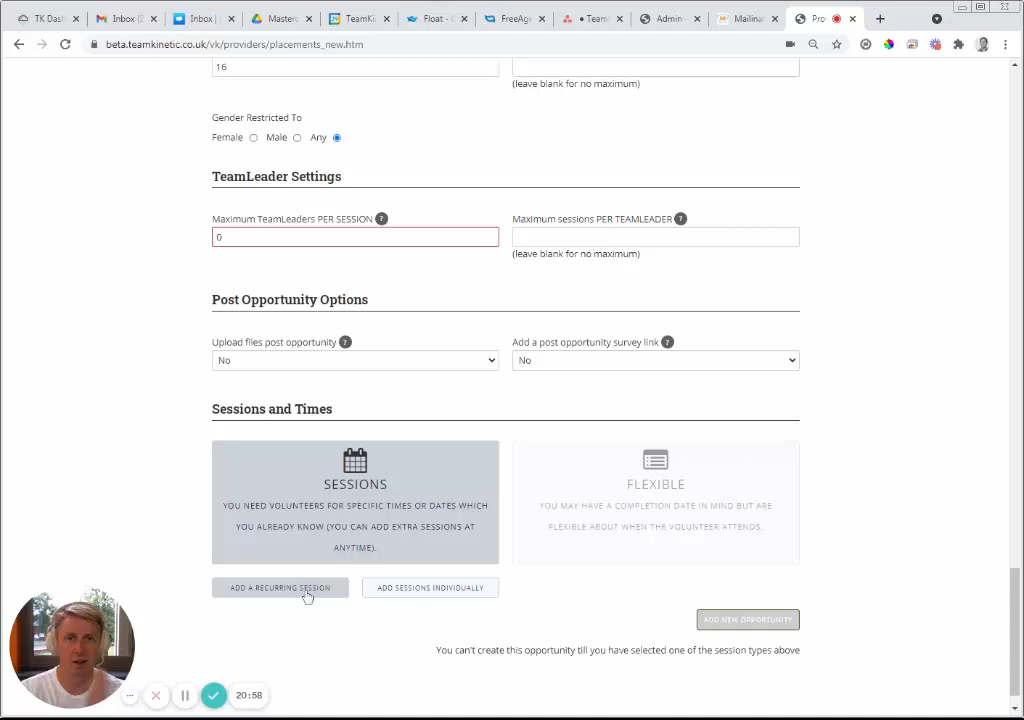 TK Dash
Inbox (2
Inbox |
Masters
TeamKi
Float - C
FreeAge
• Team
Admin
Mailinat
Pro
beta.teamkinetic.co.uk/vk/providers/placements_new.htm
16
(leave blank for no maximum)
Gender Restricted To
Female Male Any
TeamLeader Settings
Maximum TeamLeaders PER SESSION ?
Maximum sessions PER TEAMLEADER ?
0
(leave blank for no maximum)
Post Opportunity Options
Upload files post opportunity ?
Add a post opportunity survey link ?
No
No
Sessions and Times
SESSIONS
YOU NEED VOLUNTEERS FOR SPECIFIC TIMES OR DATES WHICH
YOU ALREADY KNOW (YOU CAN ADD EXTRA SESSIONS AT
ANYTIME).
FLEXIBLE
YOU MAY HAVE A COMPLETION DATE IN MIND BUT ARE
FLEXIBLE ABOUT WHEN THE VOLUNTEER ATTENDS.
ADD A RECURRING SESSION
ADD SESSIONS INDIVIDUALLY
ADD NEW OPPORTUNITY
You can't create this opportunity till you have selected one of the session types above
20:58